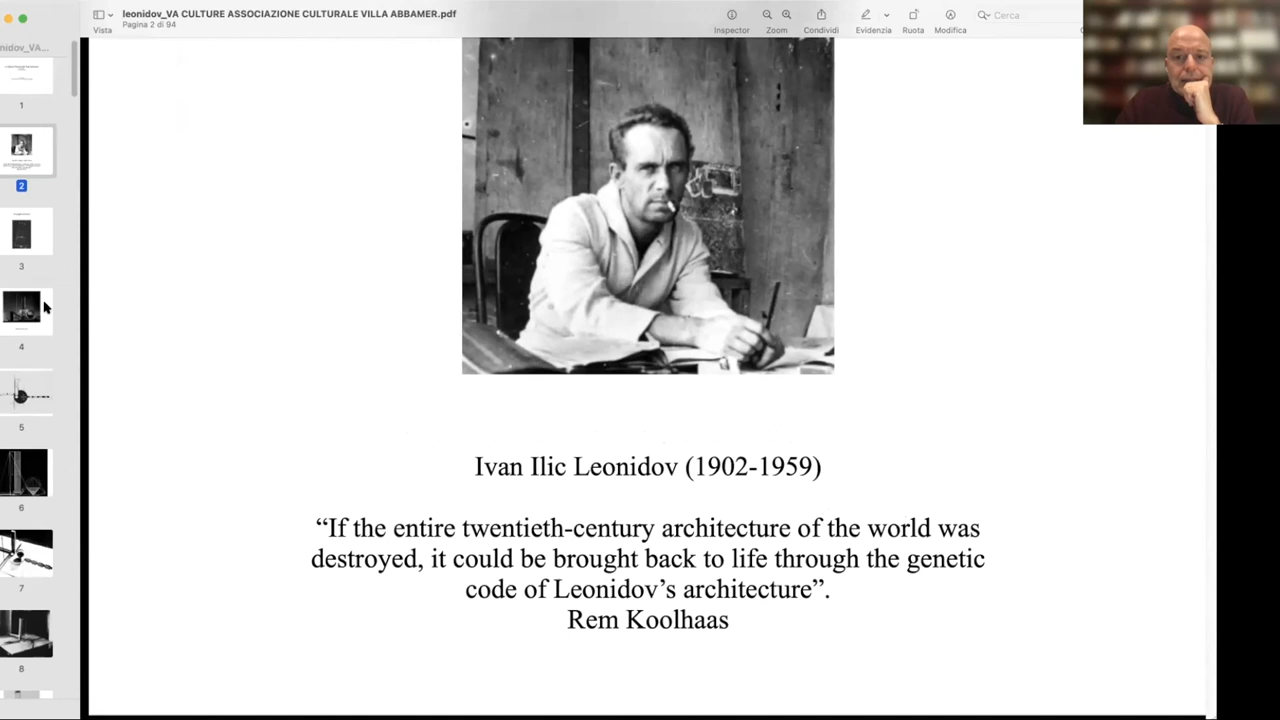 leonidov_VA CULTURE ASSOCIAZIONE CULTURALE VILLA ABBAMER.pdf
Pagina 2 di 94
Vista
Inspector
Zoom
Condividi
Evidenzia
Ruota
Modifica
Cerca
nidov_VA...
1
2
3
4
5
6
7
8
Ivan Ilic Leonidov (1902-1959)
“If the entire twentieth-century architecture of the world was
destroyed, it could be brought back to life through the genetic
code of Leonidov’s architecture”.
Rem Koolhaas